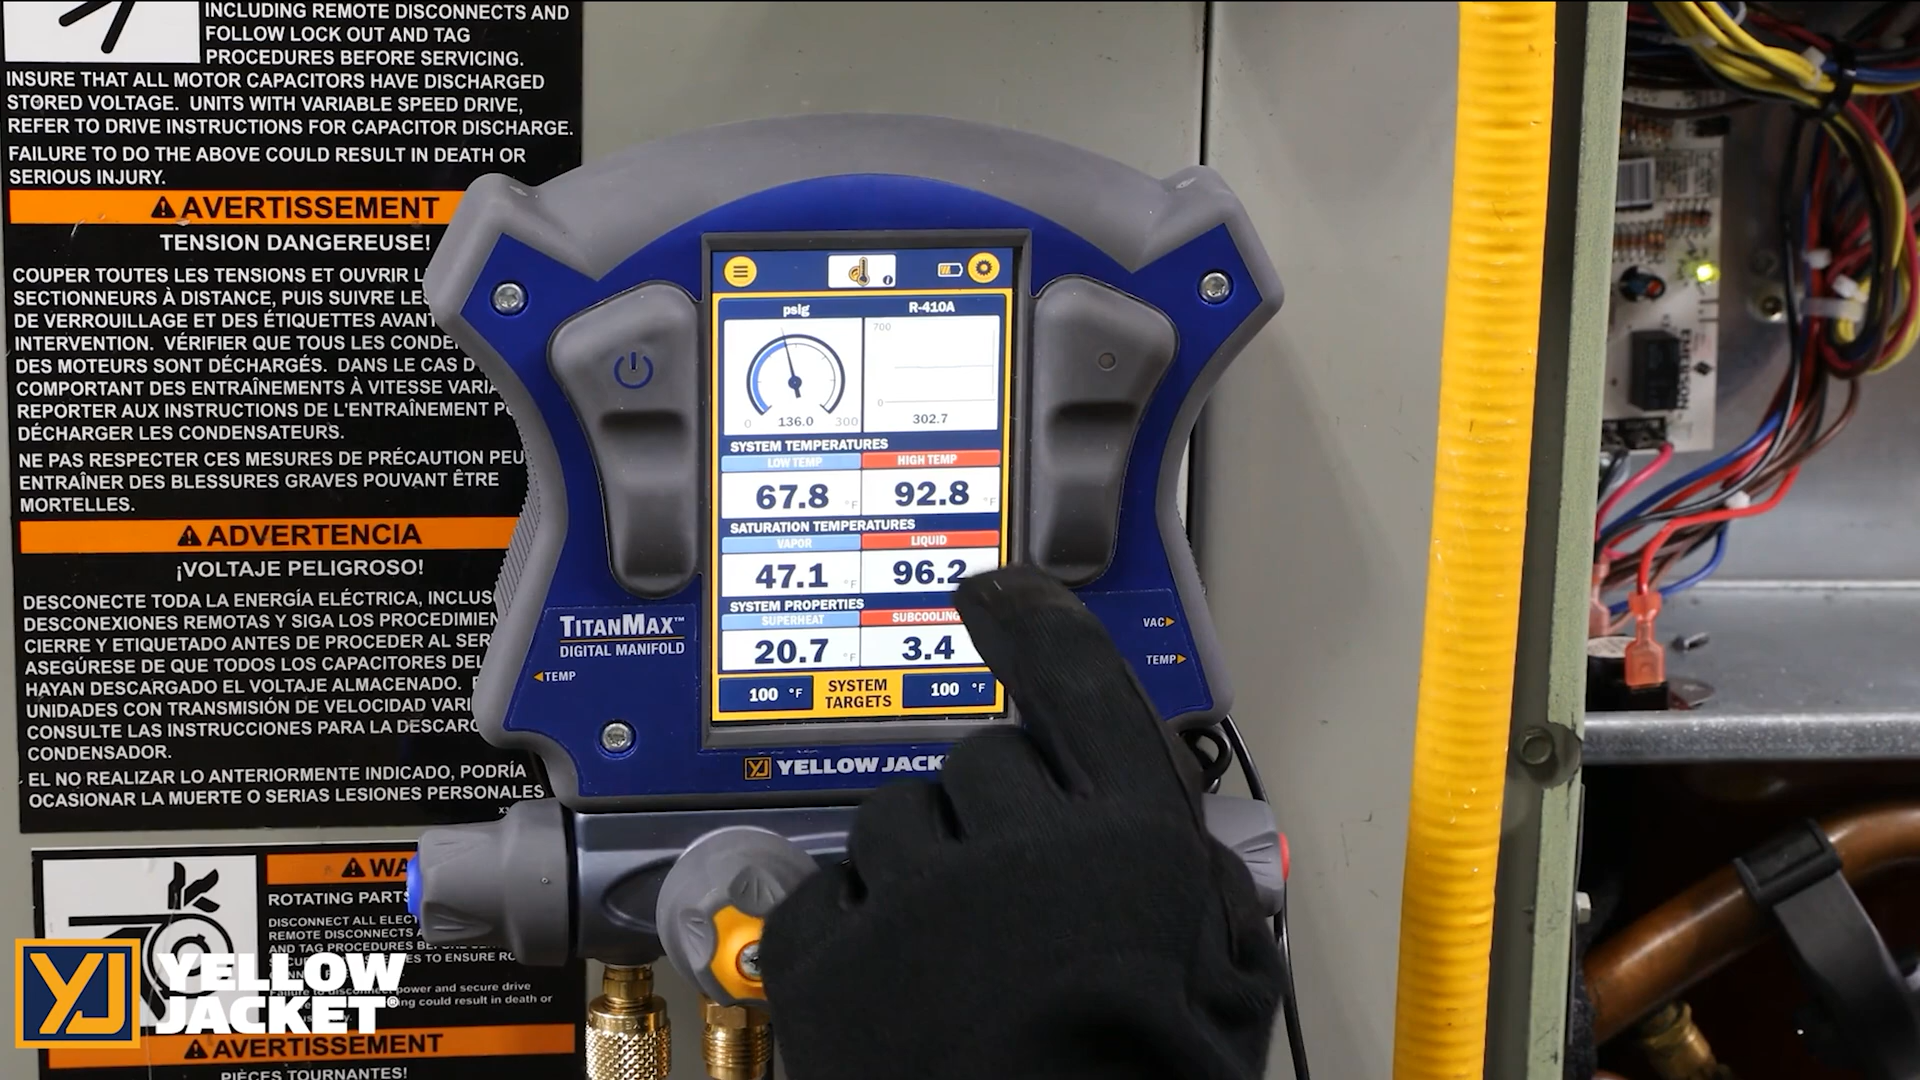 INCLUDING REMOTE DISCONNECTS AND
FOLLOW LOCK OUT AND TAG
PROCEDURES BEFORE SERVICING.
INSURE THAT ALL MOTOR CAPACITORS HAVE DISCHARGED
STORED VOLTAGE. UNITS WITH VARIABLE SPEED DRIVE,
REFER TO DRIVE INSTRUCTIONS FOR CAPACITOR DISCHARGE.
FAILURE TO DO THE ABOVE COULD RESULT IN DEATH OR
SERIOUS INJURY.
AVERTISSEMENT
TENSION DANGEREUSE!
COUPER TOUTES LES TENSIONS ET OUVRIR
SECTIONNEURS À DISTANCE, PUIS SUIVRE LES
DE VERROUILLAGE ET DES ÉTIQUETTES AVANT
INTERVENTION. VÉRIFIER QUE TOUS LES
DES MOTEURS SONT DÉCHARGÉS. DANS LE CAS
COMPORTANT DES ENTRAÎNEMENTS À VITESSE
REPORTER AUX INSTRUCTIONS DE L'ENTRAÎNEMENT
DÉCHARGER LES CONDENSATEURS.
NE PAS RESPECTER CES MESURES DE PRÉCAUTION
ENTRAÎNER DES BLESSURES GRAVES POUVANT ÊTRE
MORTELLES.
ADVERTENCIA
¡VOLTAJE PELIGROSO!
DESCONECTE TODA LA ENERGÍA ELÉCTRICA,
DESCONEXIONES REMOTAS Y SIGA LOS
CIERRE Y ETIQUETADO ANTES DE PROCEDER AL
ASEGÚRESE DE QUE TODOS LOS CAPACITORES DEL
HAYAN DESCARGADO EL VOLTAJE ALMACENADO.
UNIDADES CON TRANSMISIÓN DE VELOCIDAD
CONSULTE LAS INSTRUCCIONES PARA LA
CONDENSADOR.
EL NO REALIZAR LO ANTERIORMENTE INDICADO, PODRÍA
OCASIONAR LA MUERTE O SERIAS LESIONES PERSONALES
ROTATING PARTS
DISCONNECT ALL
REMOTE DISCONNECTS
AND TAG PROCEDURES
TO ENSURE
power and secure drive
could result in death or
AVERTISSEMENT
PIÈCES TOURNANTES!
YJ YELLOW
JACKET®
psig R-410A
700
0
0 136.0 300 302.7
SYSTEM TEMPERATURES
LOW TEMP HIGH TEMP
67.8 °F 92.8 °F
SATURATION TEMPERATURES
VAPOR LIQUID
47.1 °F 96.2
SYSTEM PROPERTIES
SUPERHEAT SUBCOOLING
20.7 °F 3.4
100 °F SYSTEM TARGETS 100 °F
TITANMAX™
DIGITAL MANIFOLD
TEMP
VAC
TEMP
YJ YELLOW